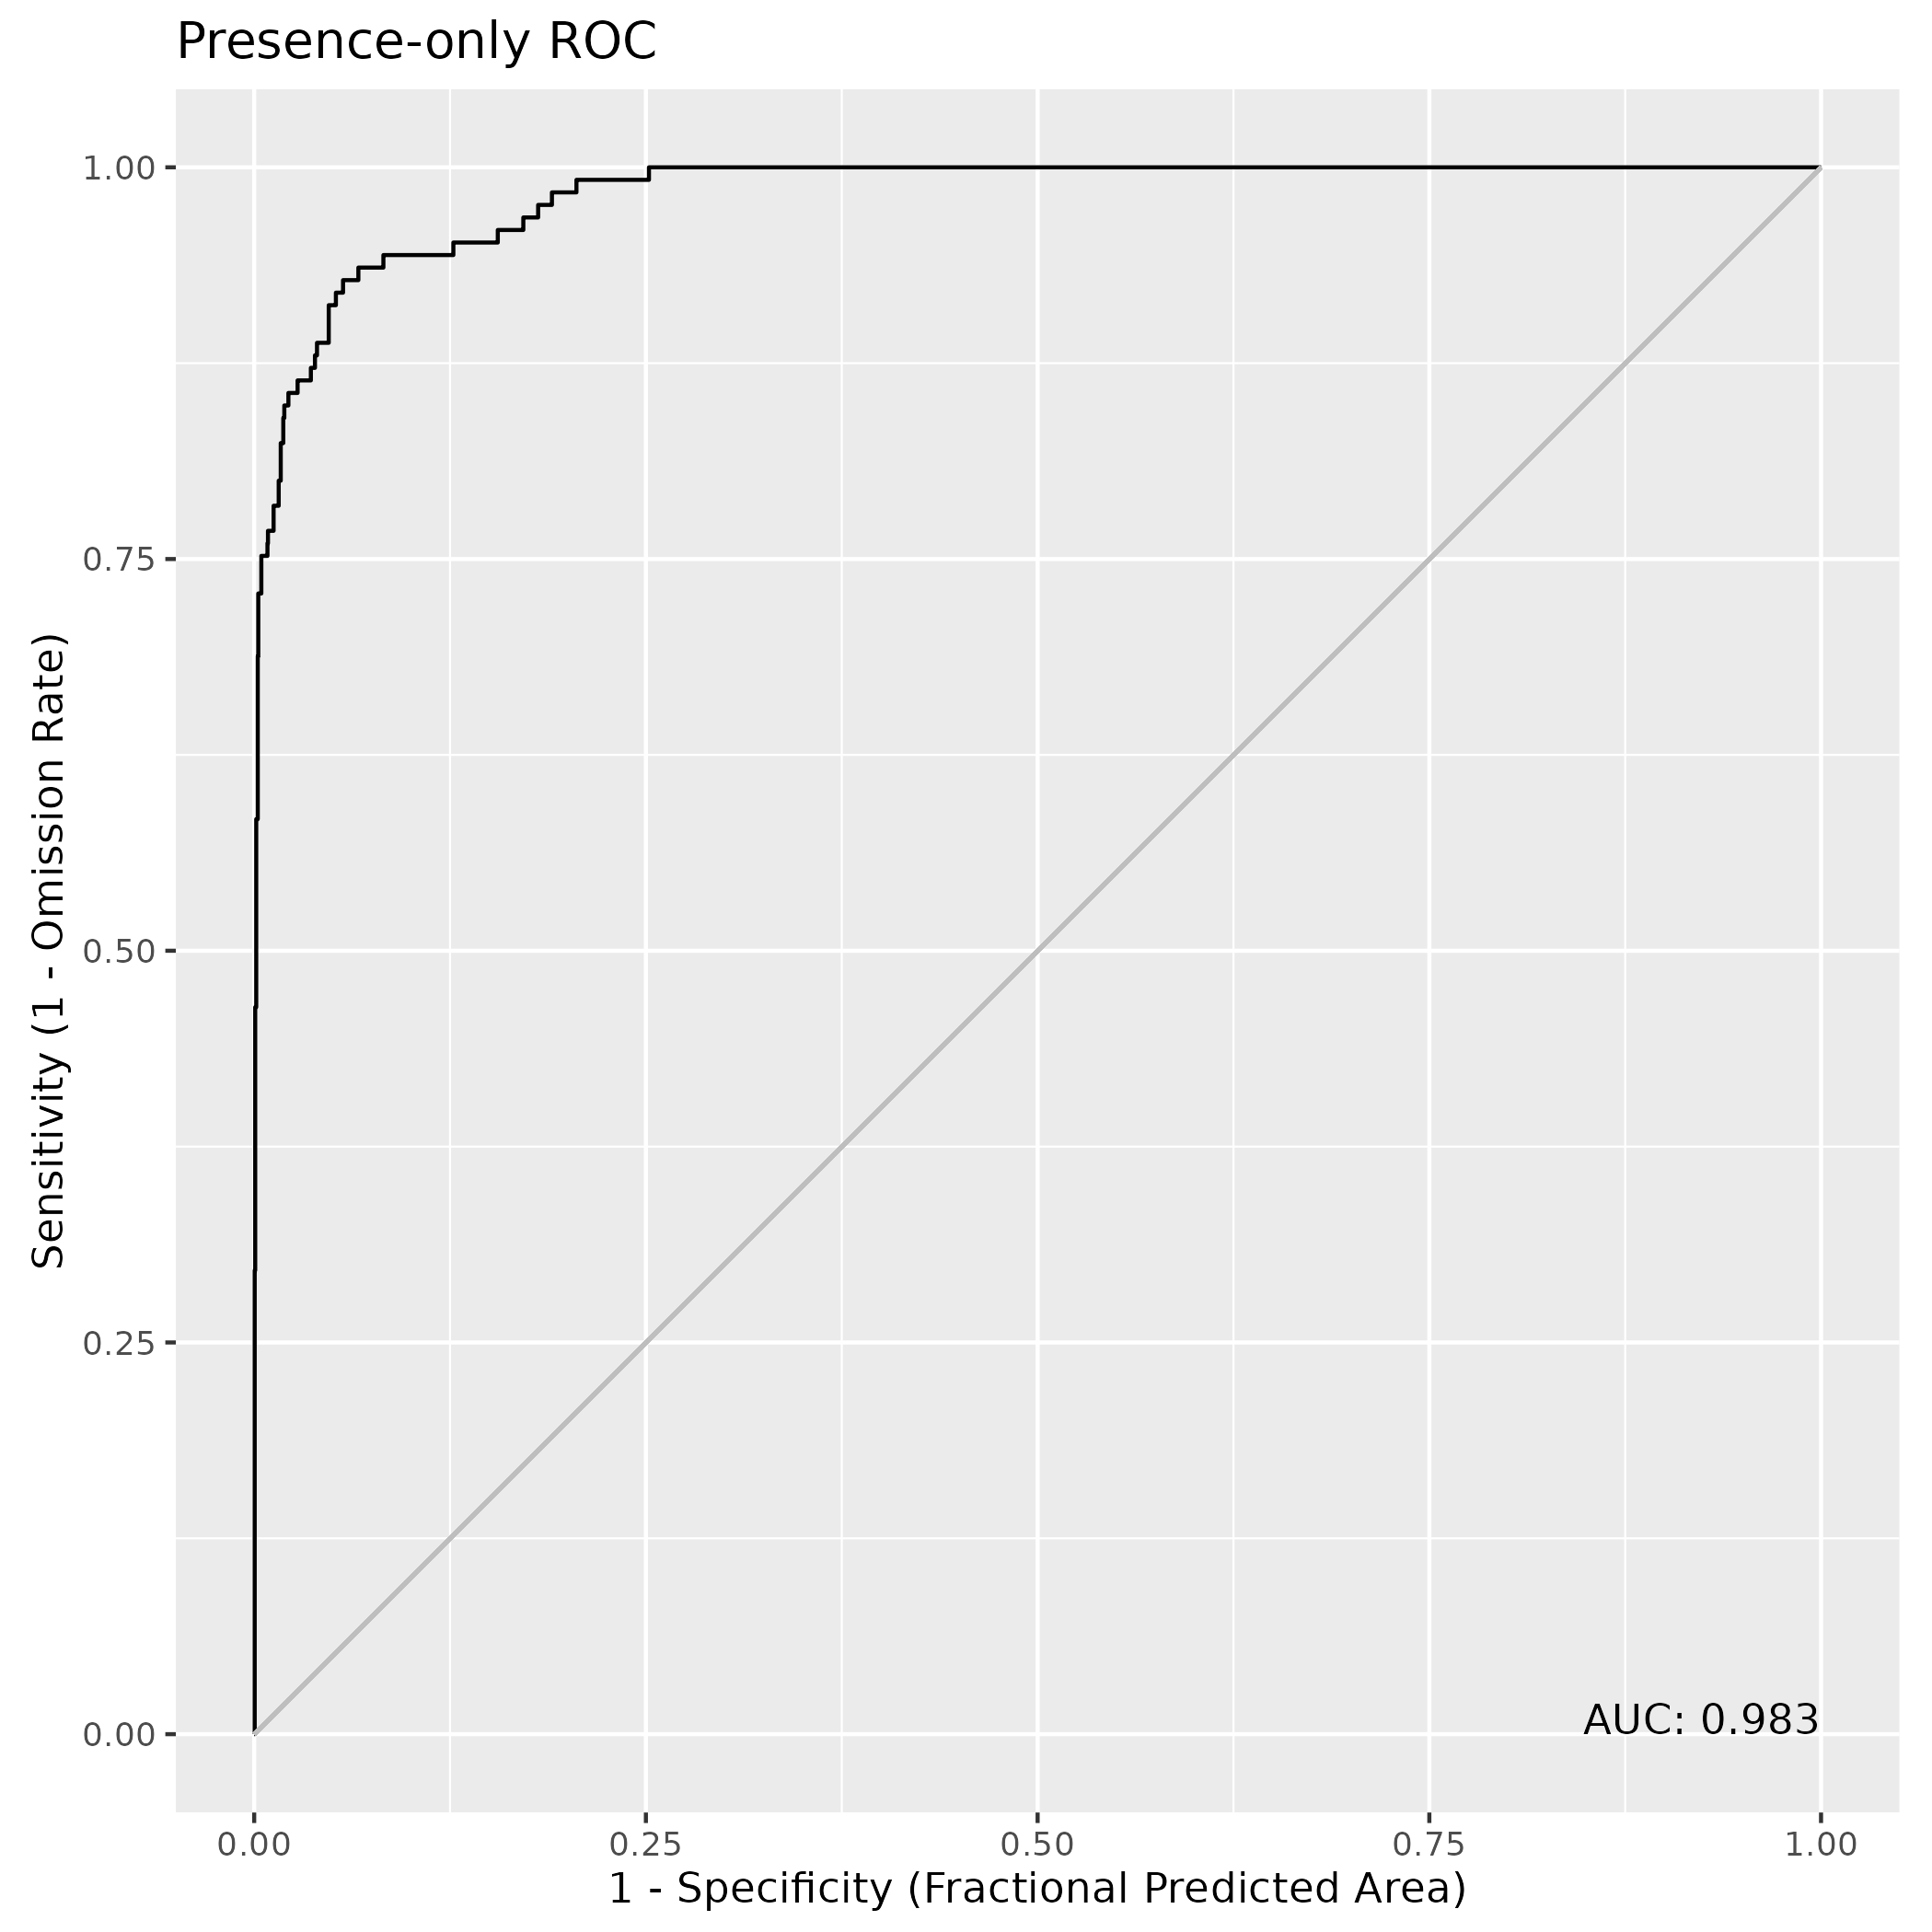 Presence-only ROC
Sensitivity (1 - Omission Rate)
1.00
0.75
0.50
0.25
0.00
AUC: 0.983
0.00 0.25 0.50 0.75 1.00
1 - Specificity (Fractional Predicted Area)